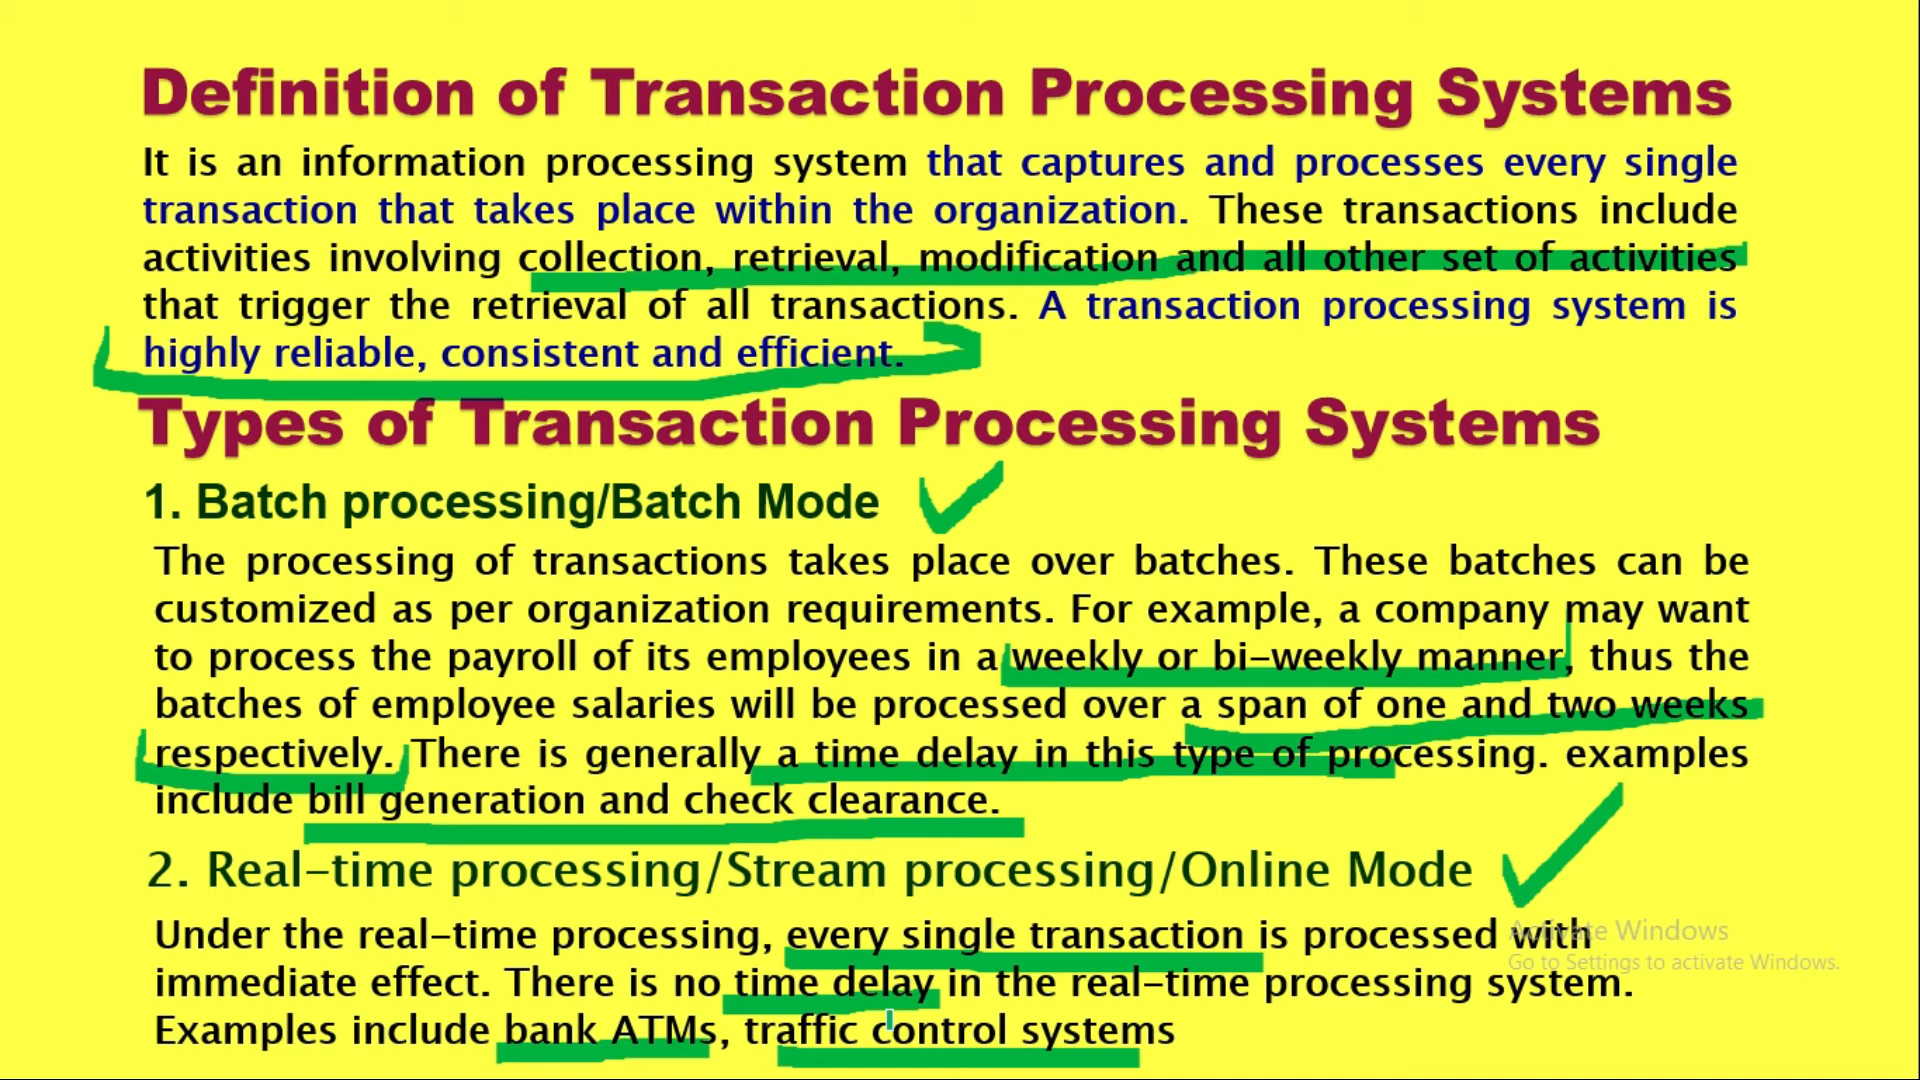 Definition of Transaction Processing Systems
It is an information processing system that captures and processes every single
transaction that takes place within the organization. These transactions include
activities involving collection, retrieval, modification and all other set of activities
that trigger the retrieval of all transactions. A transaction processing system is
highly reliable, consistent and efficient.
Types of Transaction Processing Systems
1. Batch processing/Batch Mode
The processing of transactions takes place over batches. These batches can be
customized as per organization requirements. For example, a company may want
to process the payroll of its employees in a weekly or bi-weekly manner, thus the
batches of employee salaries will be processed over a span of one and two weeks
respectively. There is generally a time delay in this type of processing. examples
include bill generation and check clearance.
2. Real-time processing/Stream processing/Online Mode
Under the real-time processing, every single transaction is processed with
immediate effect. There is no time delay in the real-time processing system.
Examples include bank ATMs, traffic control systems
Activate Windows
Go to Settings to activate Windows.